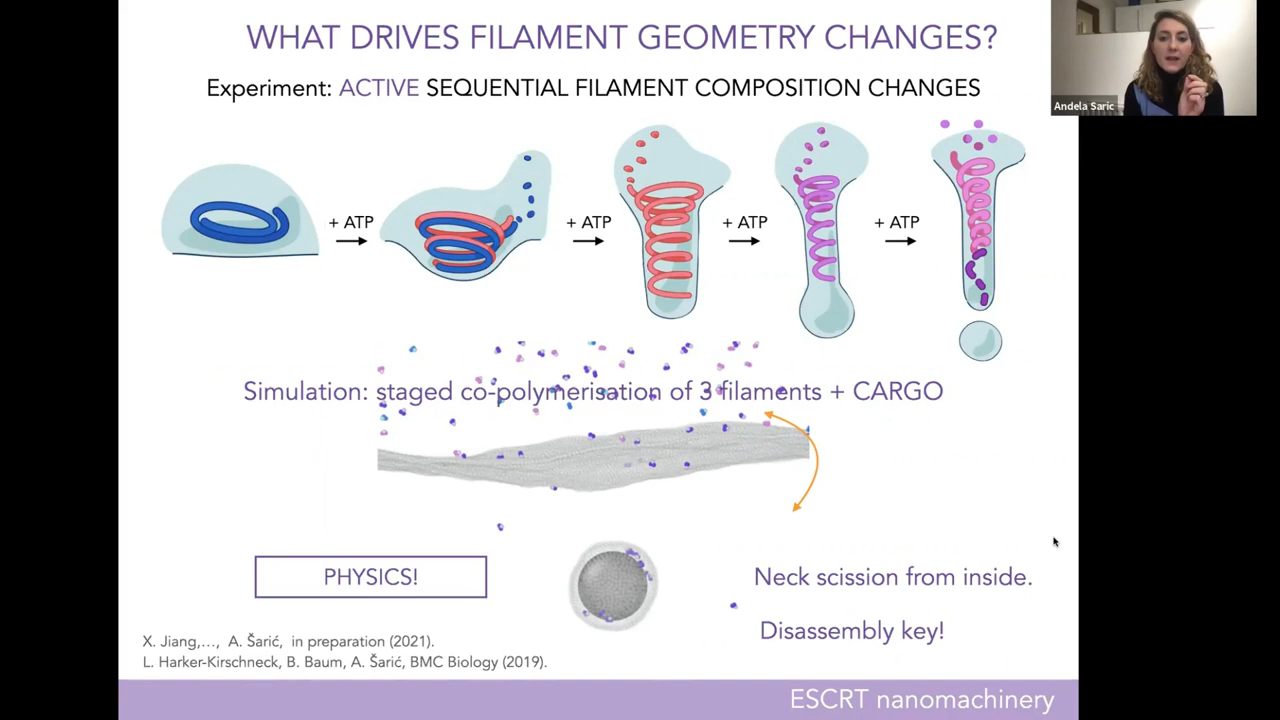 WHAT DRIVES FILAMENT GEOMETRY CHANGES?
Experiment: ACTIVE SEQUENTIAL FILAMENT COMPOSITION CHANGES
Andela Saric
+ ATP
+ ATP
+ ATP
+ ATP
Simulation: staged co-polymerisation of 3 filaments + CARGO
PHYSICS!
Neck scission from inside.
Disassembly key!
X. Jiang,..., A. Šarić, in preparation (2021).
L. Harker-Kirschneck, B. Baum, A. Šarić, BMC Biology (2019).
ESCRT nanomachinery